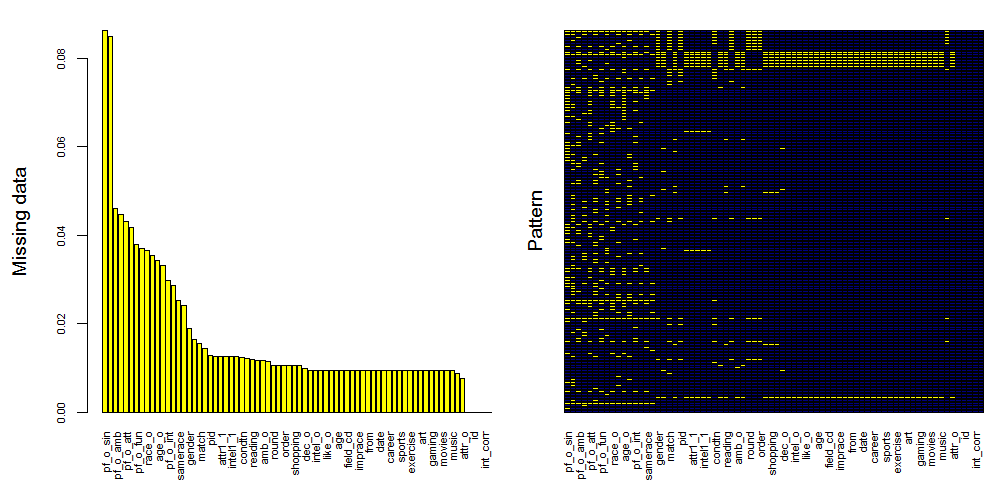 Missing data
0.00
0.02
0.04
0.06
0.08
pf_o_sin
pf_o_amb
pf_o_att
pf_o_fun
race_o
age_o
pf_o_int
samerace
gender
match
pid
attr1_1
intel1_1
condtn
reading
amb_o
round
order
shopping
dec_o
intel_o
like_o
age
field_cd
imprace
from
date
career
sports
exercise
art
gaming
movies
music
attr_o
id
int_corr
Pattern
pf_o_sin
pf_o_amb
pf_o_att
pf_o_fun
race_o
age_o
pf_o_int
samerace
gender
match
pid
attr1_1
intel1_1
condtn
reading
amb_o
round
order
shopping
dec_o
intel_o
like_o
age
field_cd
imprace
from
date
career
sports
exercise
art
gaming
movies
music
attr_o
id
int_corr